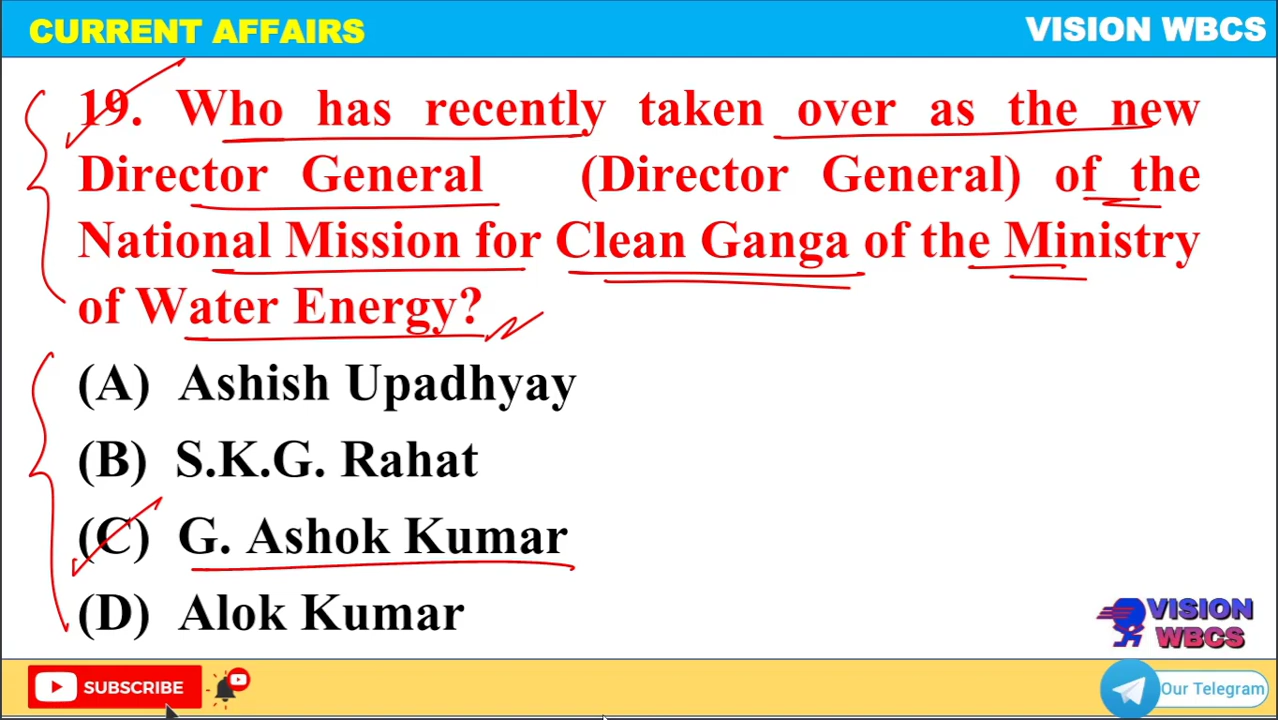 CURRENT AFFAIRS
VISION WBCS
19. Who has recently taken over as the new
Director General (Director General) of the
National Mission for Clean Ganga of the Ministry
of Water Energy?
(A) Ashish Upadhyay
(B) S.K.G. Rahat
(C) G. Ashok Kumar
(D) Alok Kumar
VISION
WBCS
SUBSCRIBE
Our Telegram